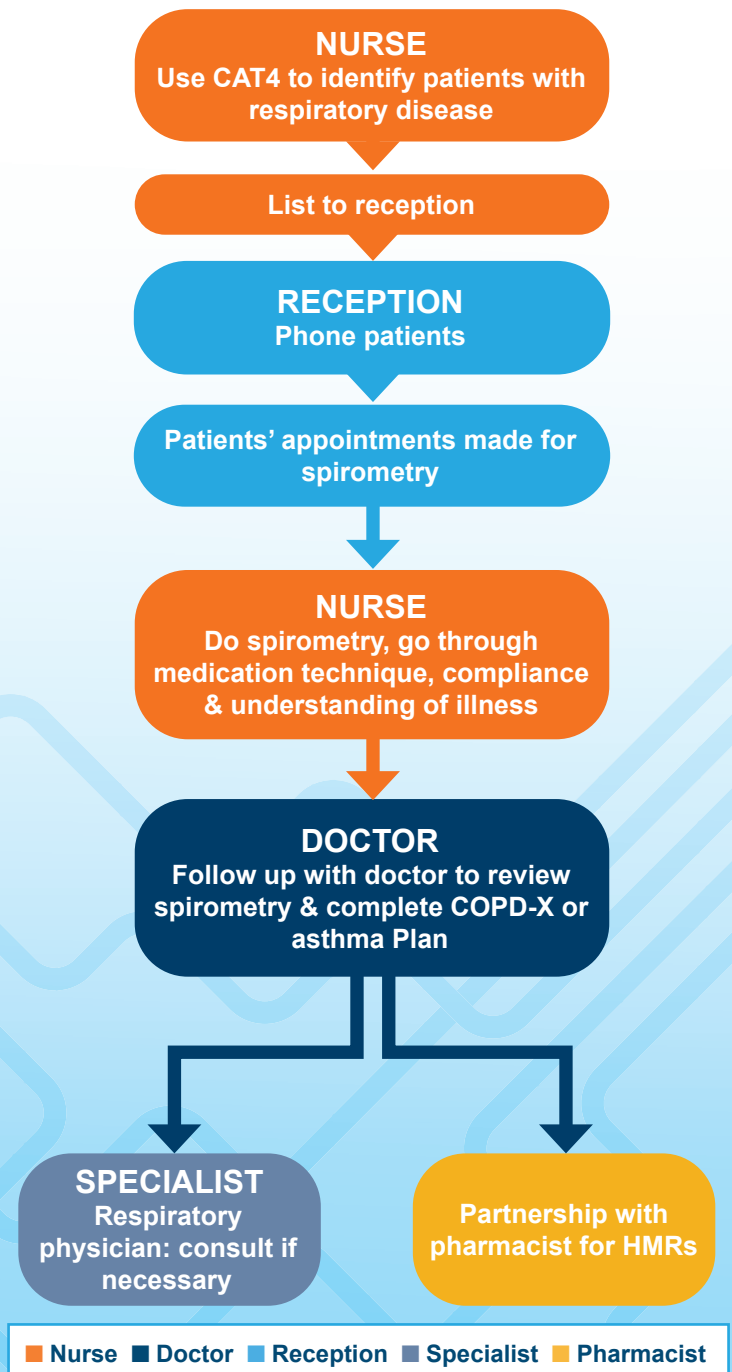 NURSE
Use CAT4 to identify patients with
respiratory disease
List to reception
RECEPTION
Phone patients
Patients’ appointments made for
spirometry
NURSE
Do spirometry, go through
medication technique, compliance
& understanding of illness
DOCTOR
Follow up with doctor to review
spirometry & complete COPD-X or
asthma Plan
SPECIALIST
Respiratory
physician: consult if
necessary
Partnership with
pharmacist for HMRs
Nurse Doctor Reception Specialist Pharmacist